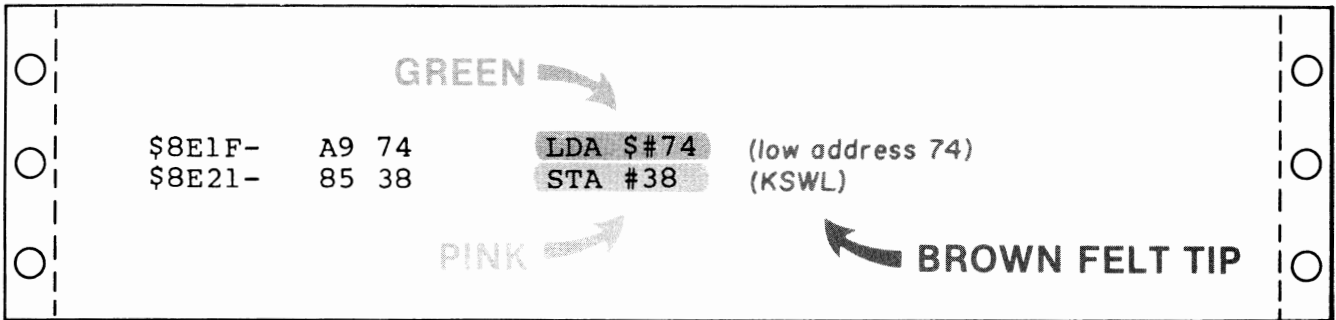 GREEN
$8E1F- A9 74 LDA $#74 (low address 74)
$8E21- 85 38 STA #38 (KSWL)
PINK
BROWN FELT TIP